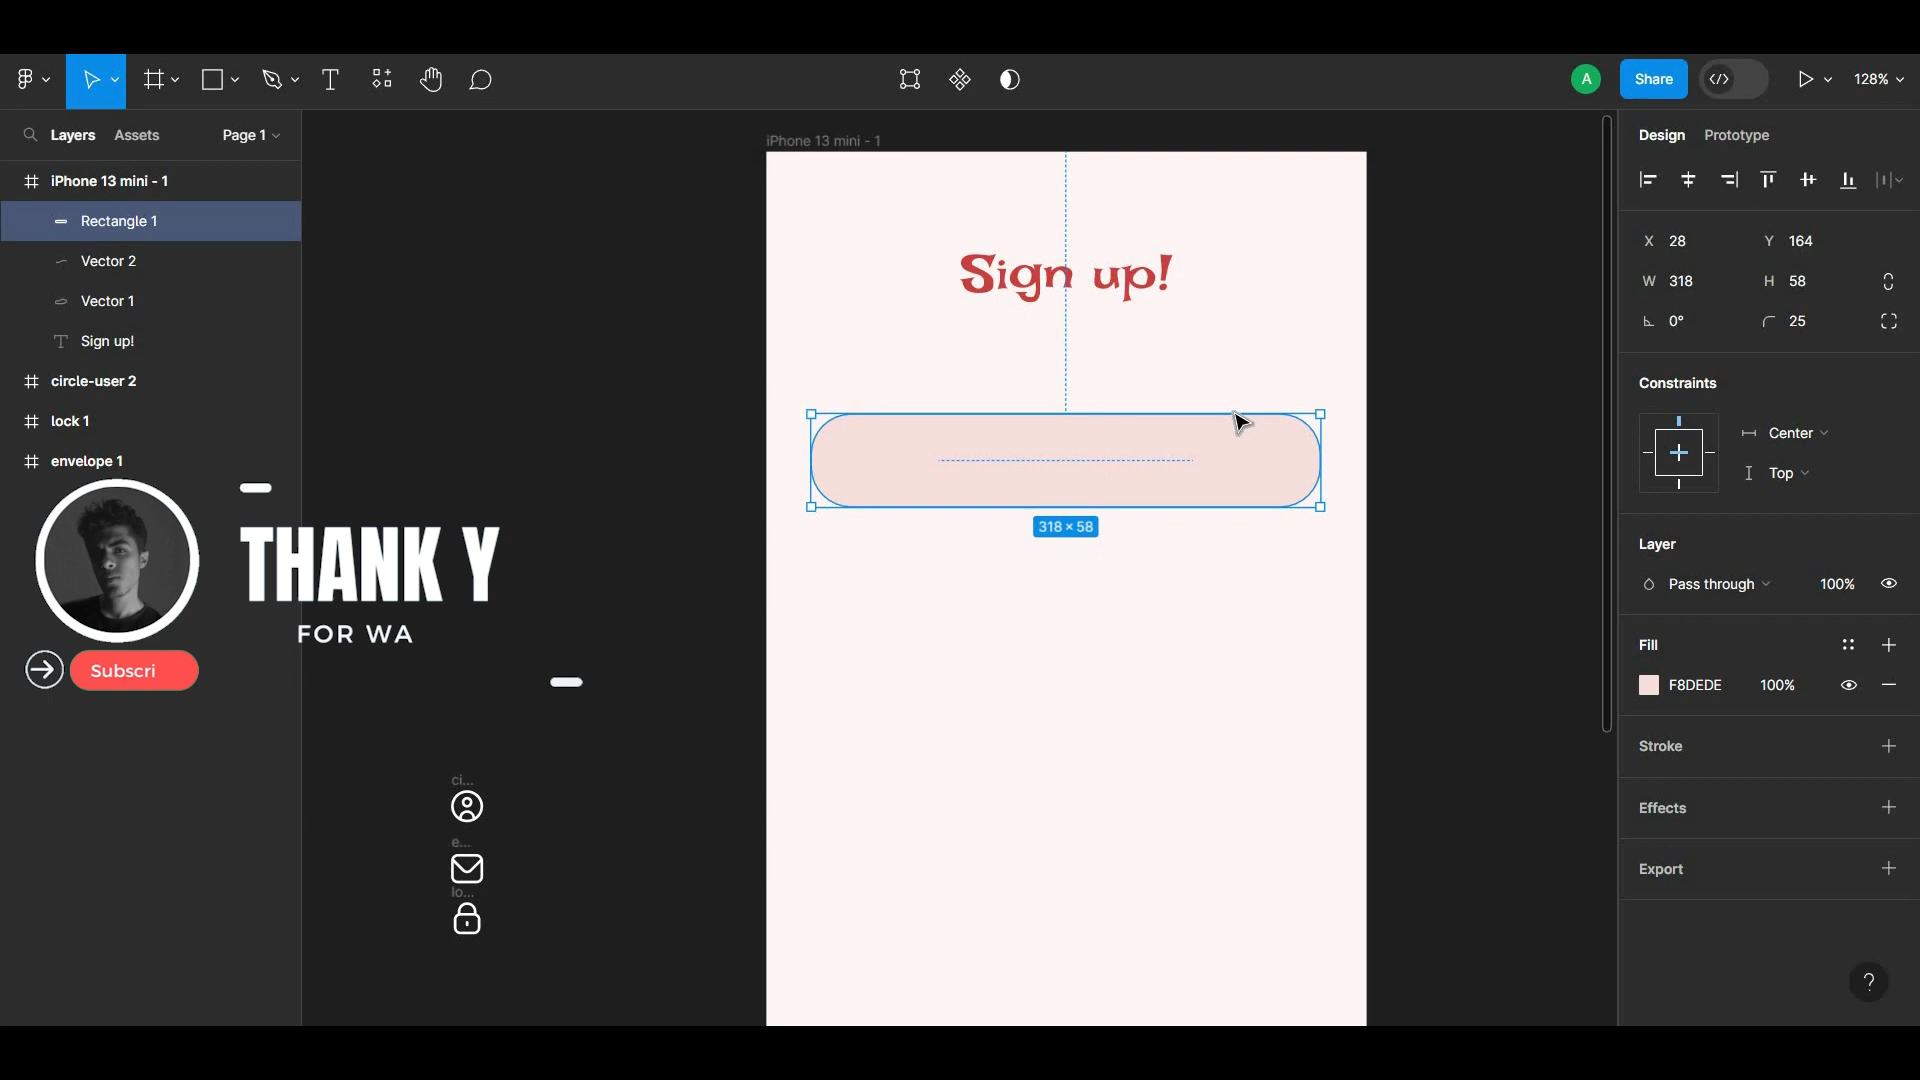 A
Share
128%
Layers
Assets
Page 1
iPhone 13 mini - 1
Rectangle 1
Vector 2
Vector 1
Sign up!
circle-user 2
lock 1
envelope 1
THANK Y
FOR WA
Subscri
iPhone 13 mini - 1
Sign up!
318 × 58
ci...
e...
lo...
Design
Prototype
X 28 Y 164
W 318 H 58
0° 25
Constraints
Center
Top
Layer
Pass through 100%
Fill
F8DEDE 100%
Stroke
Effects
Export
?